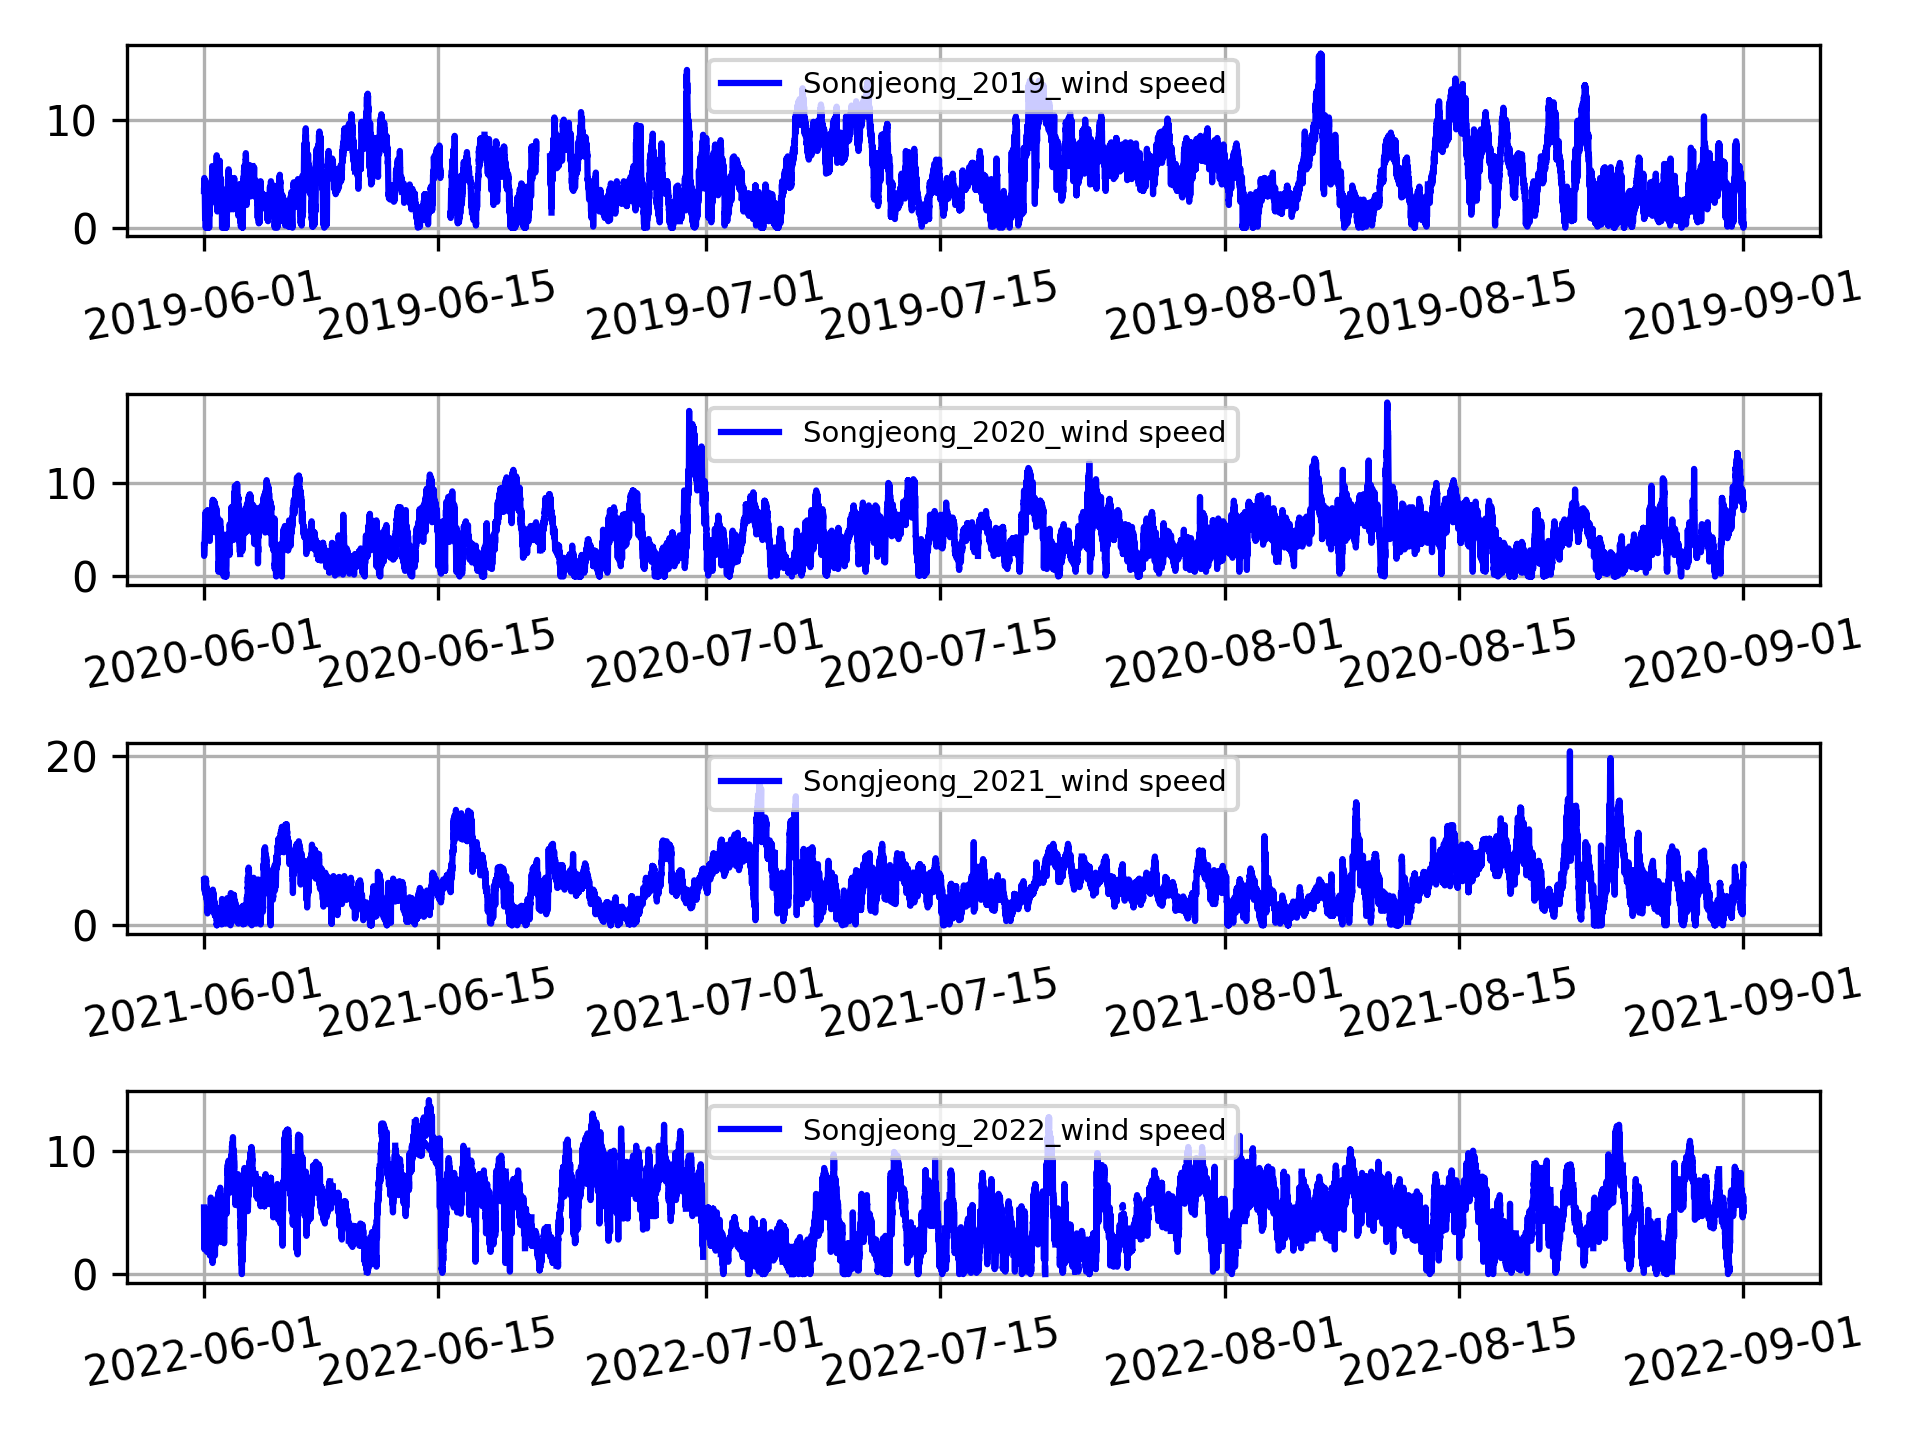 Songjeong_2019_wind speed
10
0
2019-06-01 2019-06-15 2019-07-01 2019-07-15 2019-08-01 2019-08-15 2019-09-01
Songjeong_2020_wind speed
10
0
2020-06-01 2020-06-15 2020-07-01 2020-07-15 2020-08-01 2020-08-15 2020-09-01
20
Songjeong_2021_wind speed
0
2021-06-01 2021-06-15 2021-07-01 2021-07-15 2021-08-01 2021-08-15 2021-09-01
Songjeong_2022_wind speed
10
0
2022-06-01 2022-06-15 2022-07-01 2022-07-15 2022-08-01 2022-08-15 2022-09-01